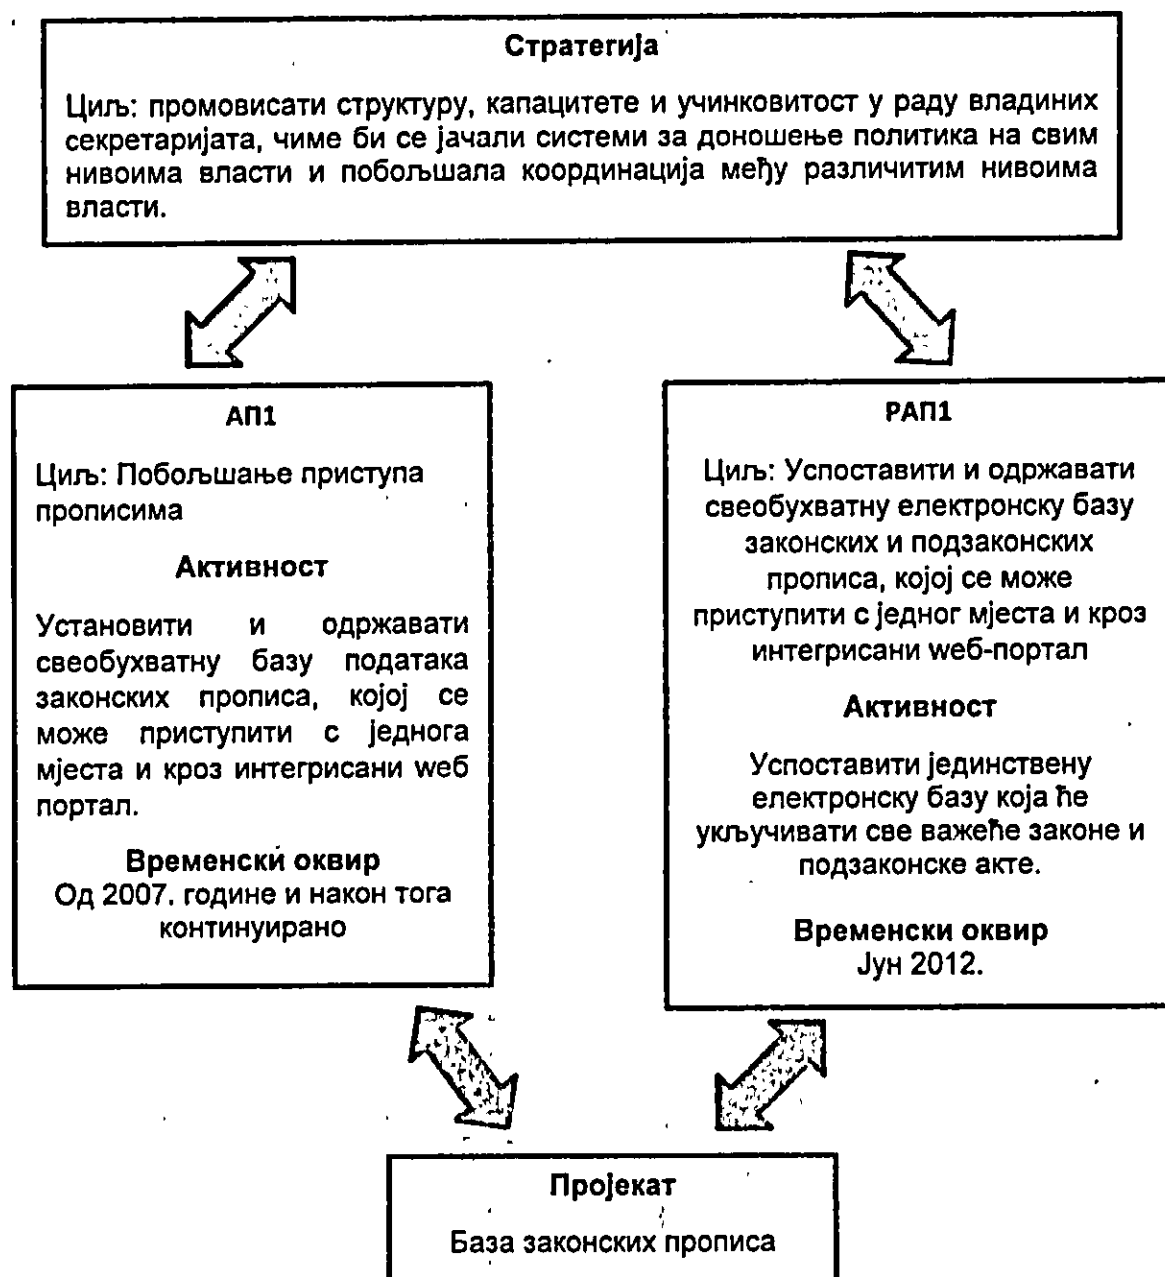 Стратегија
Циљ: промовисати структуру, капацитете и учинковитост у раду владиних
секретаријата, чиме би се јачали системи за доношење политика на свим
нивоима власти и побољшала координација међу различитим нивоима
власти.
АП1
Циљ: Побољшање приступа
прописима
Активност
Установити и одржавати
свеобухватну базу података
законских прописа, којој се
може приступити с једнога
мјеста и кроз интегрисани wеб
портал.
Временски оквир
Од 2007. године и након тога
континуирано
РАП1
Циљ: Успоставити и одржавати
свеобухватну електронску базу
законских и подзаконских
прописа, којој се може
приступити с једног мјеста и кроз
интегрисани wеб-портал
Активност
Успоставити јединствену
електронску базу која ће
укључивати све важеће законе и
подзаконске акте.
Временски оквир
Јун 2012.
Пројекат
База законских прописа